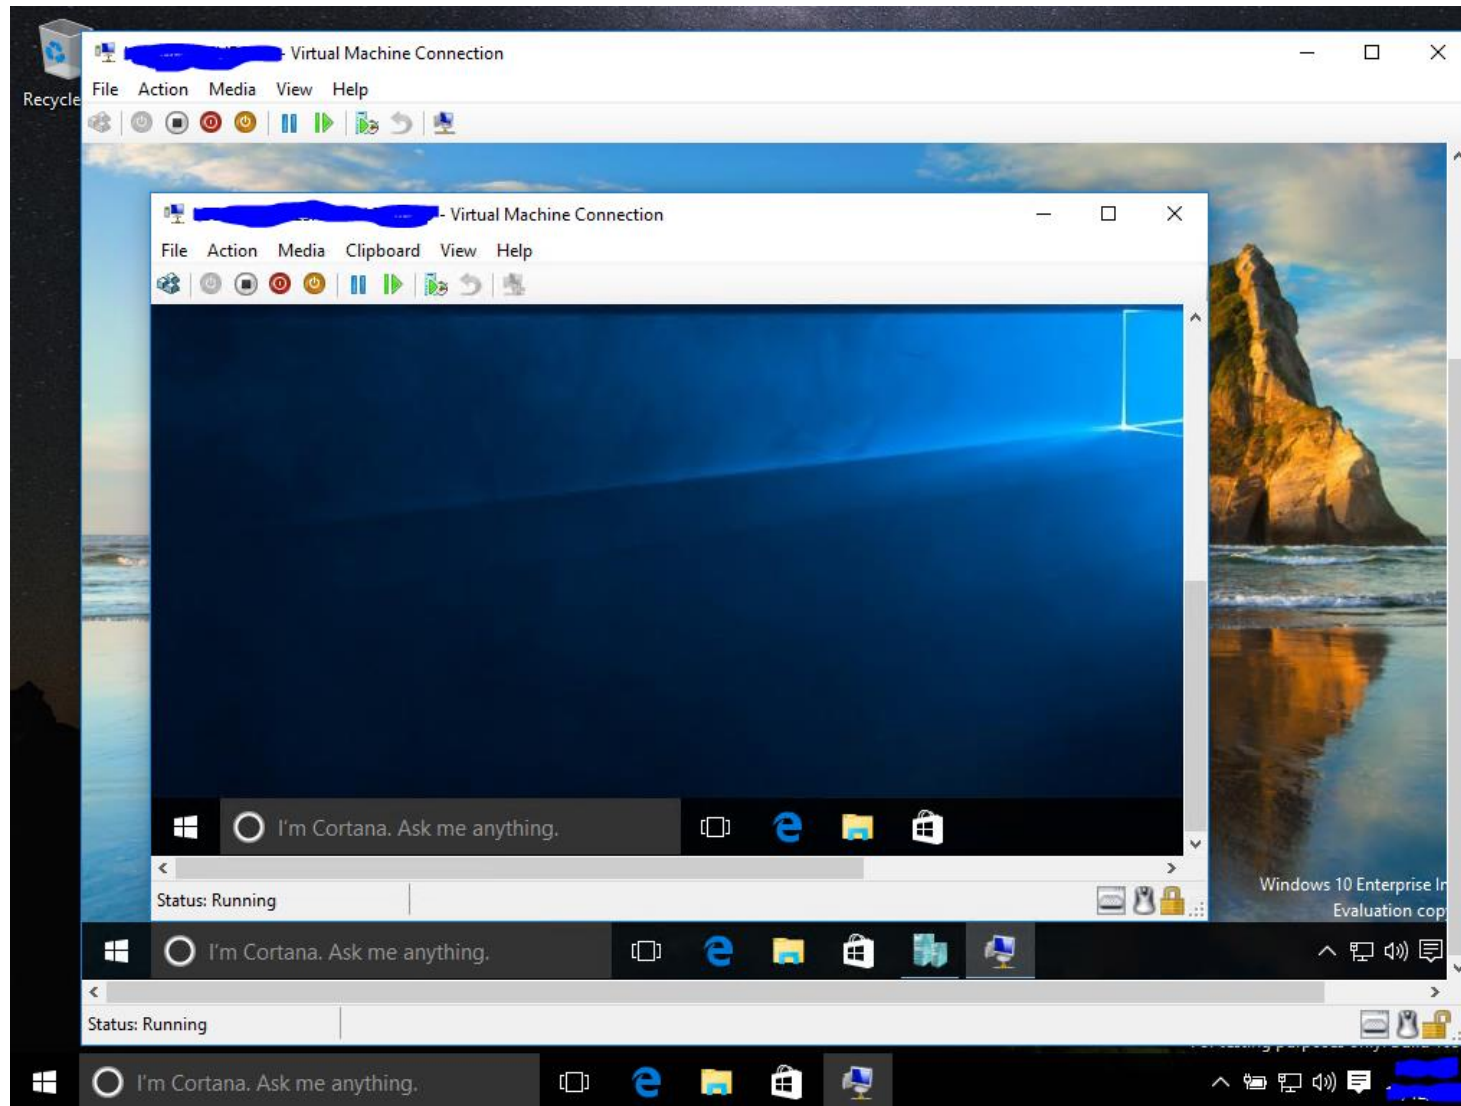 Recycle
- Virtual Machine Connection
File Action Media View Help
- Virtual Machine Connection
File Action Media Clipboard View Help
I'm Cortana. Ask me anything.
Status: Running
Windows 10 Enterprise In
Evaluation copy
I'm Cortana. Ask me anything.
Status: Running
I'm Cortana. Ask me anything.